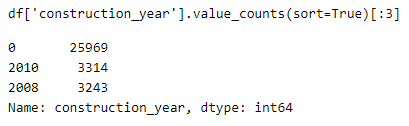 df['construction_year'].value_counts(sort=True)[:3]
0       25969
2010     3314
2008     3243
Name: construction_year, dtype: int64